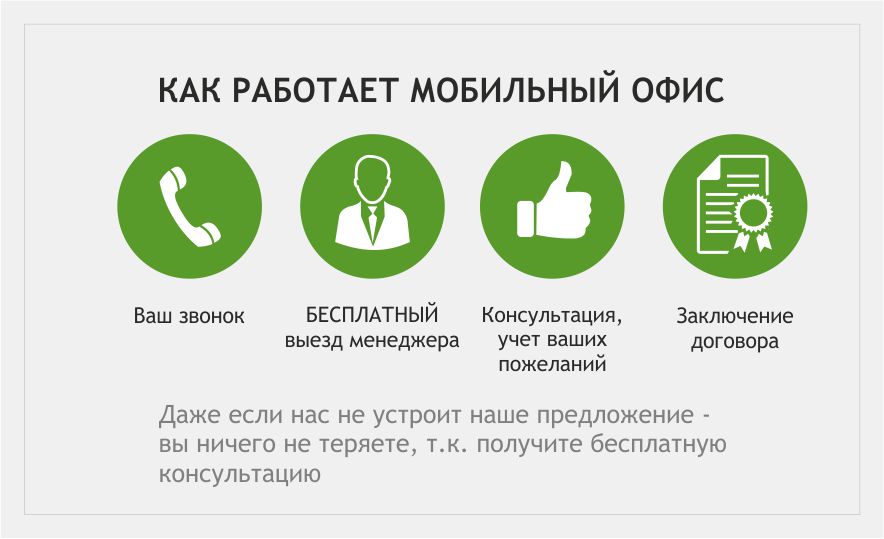 КАК РАБОТАЕТ МОБИЛЬНЫЙ ОФИС
Ваш звонок
БЕСПЛАТНЫЙ
выезд менеджера
Консультация,
учет ваших
пожеланий
Заключение
договора
Даже если нас не устроит наше предложение -
вы ничего не теряете, т.к. получите бесплатную
консультацию